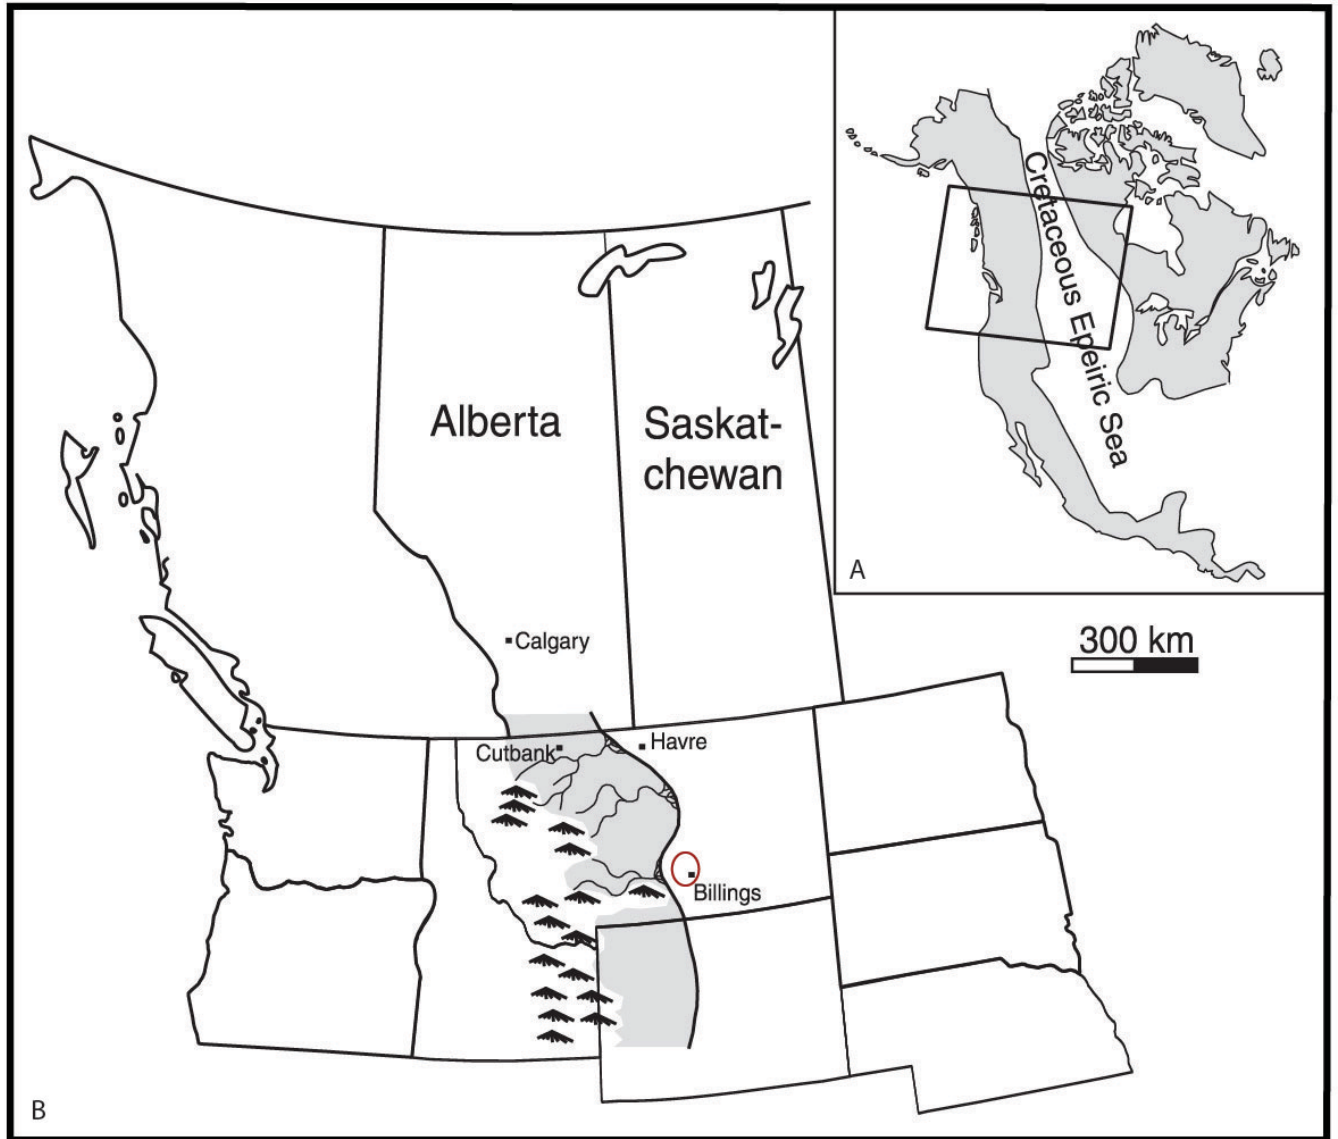 Cretaceous Epeiric Sea
A
Alberta
Saskat-
chewan
Calgary
300 km
Cutbank
Havre
Billings
B